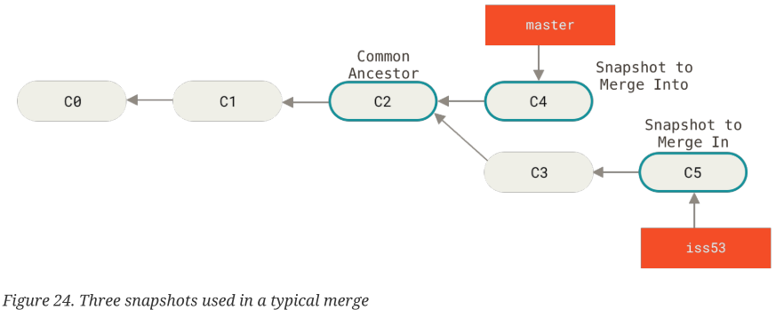 master
Common
Ancestor
Snapshot to
Merge Into
C0
C1
C2
C4
Snapshot to
Merge In
C3
C5
iss53
Figure 24. Three snapshots used in a typical merge